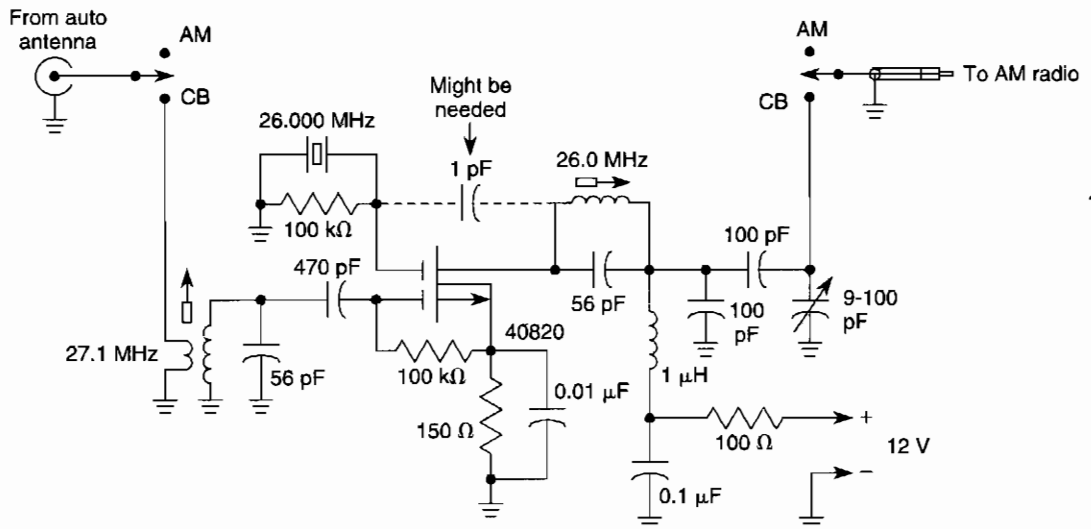 From auto
antenna
AM
CB
AM
CB
To AM radio
Might be
needed
26.000 MHz
1 pF
26.0 MHz
100 kΩ
470 pF
100 pF
56 pF
100
pF
9-100
pF
27.1 MHz
56 pF
40820
100 kΩ
0.01 µF
1 µH
150 Ω
100 Ω
+
12 V
−
0.1 µF